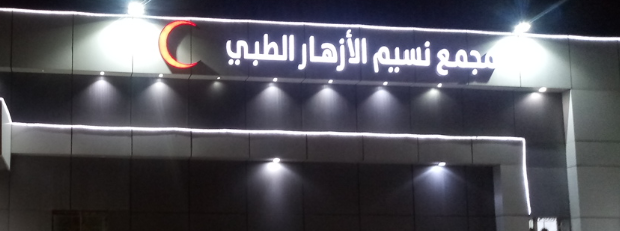 مجمع نسيم الأزهار الطبي